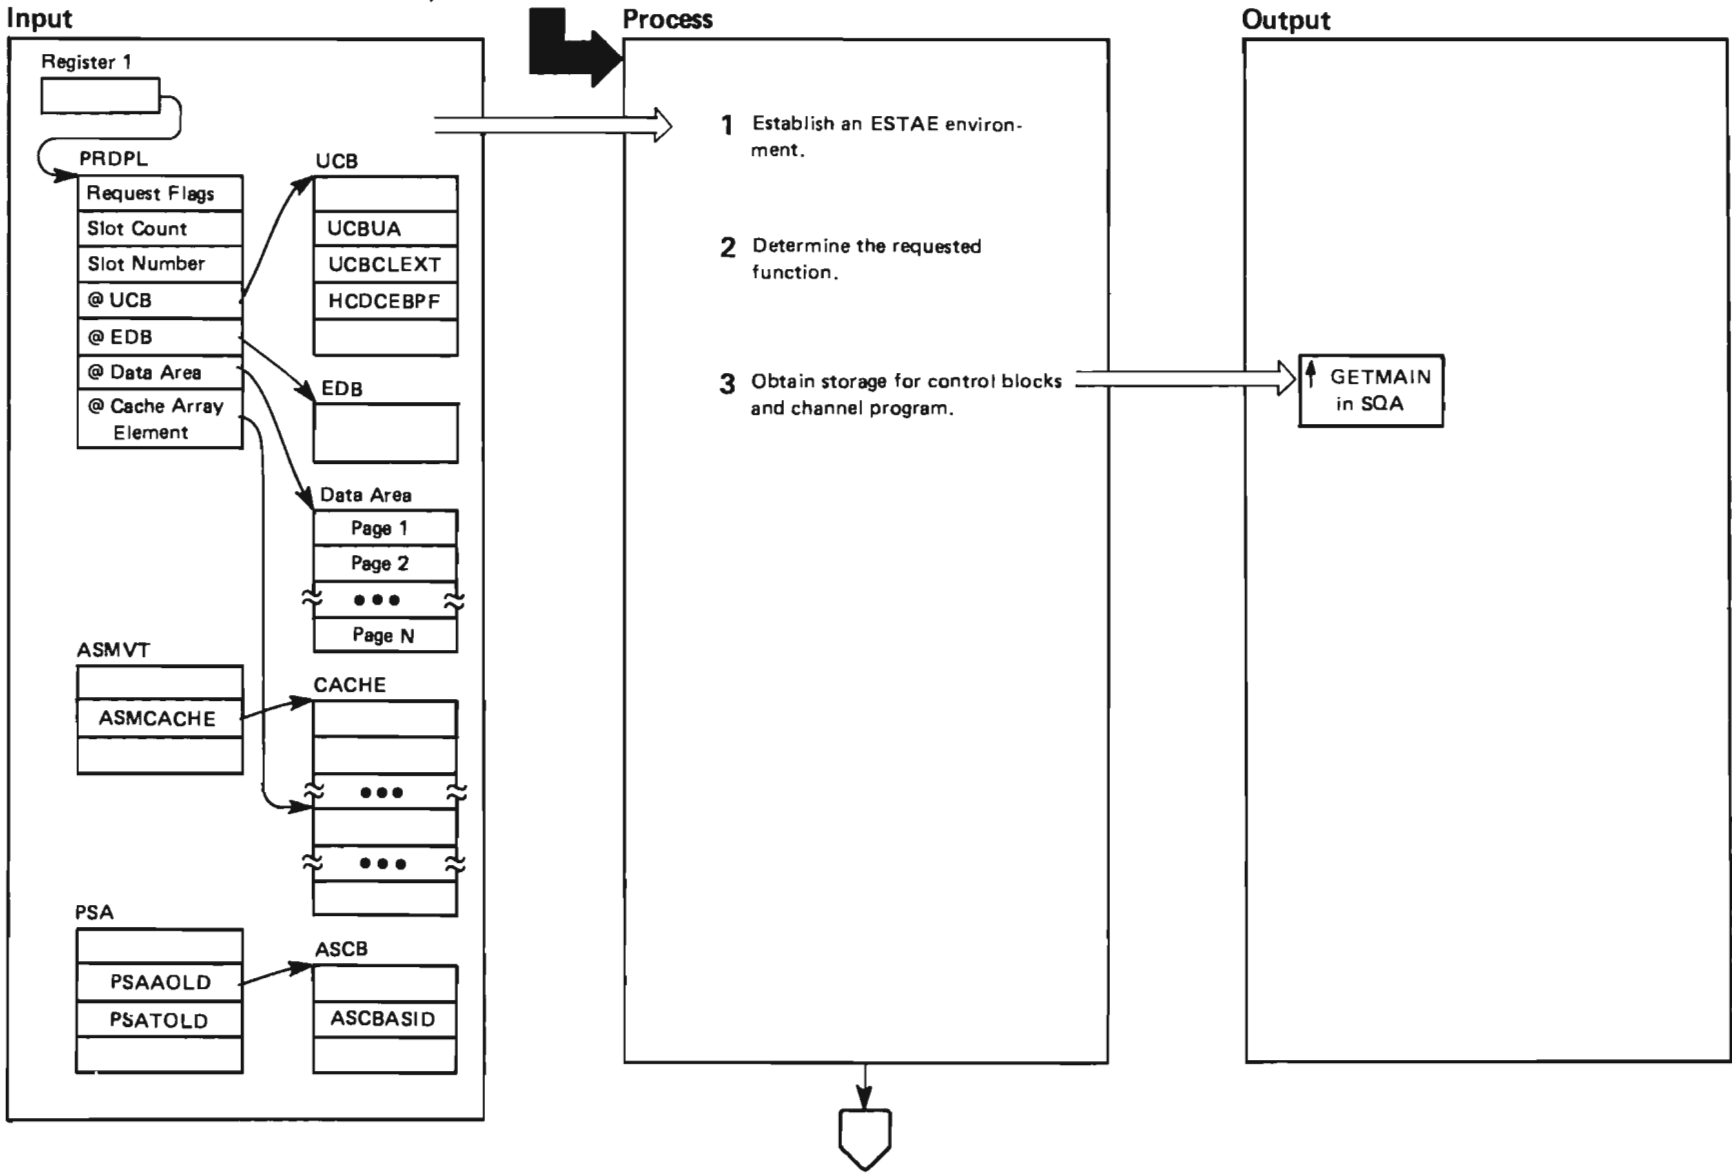 Input
Process
Output
Register 1
PRDPL
Request Flags
Slot Count
Slot Number
@ UCB
@ EDB
@ Data Area
@ Cache Array
Element
UCB
UCBUA
UCBCLEXT
HCDCEBPF
EDB
Data Area
Page 1
Page 2
Page N
ASMVT
ASMCACHE
CACHE
PSA
PSAAOLD
PSATOLD
ASCB
ASCBASID
1 Establish an ESTAE environ-
ment.
2 Determine the requested
function.
3 Obtain storage for control blocks
and channel program.
GETMAIN
in SQA